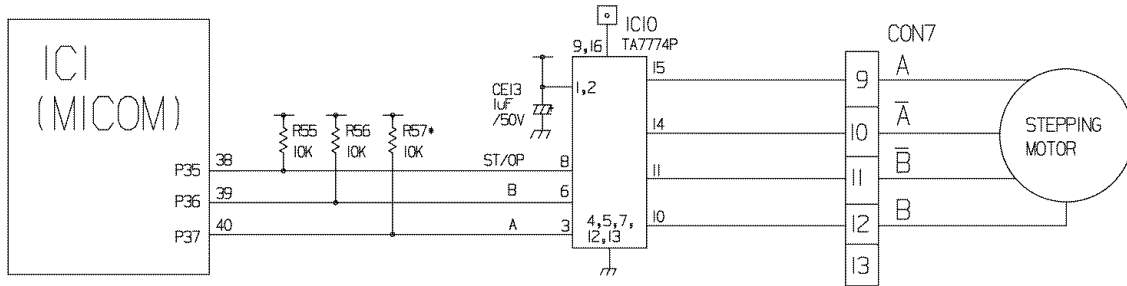 IC1
(MICOM)
P35
38
P36
39
P37
40
R55
10K
R56
10K
R57*
10K
ST/OP
8
B
6
A
3
CE13
1uF
/50V
IC10
TA7774P
9,16
1,2
4,5,7,
12,13
15
14
11
10
CON7
9
10
11
12
13
A
A̅
B̅
B
STEPPING
MOTOR